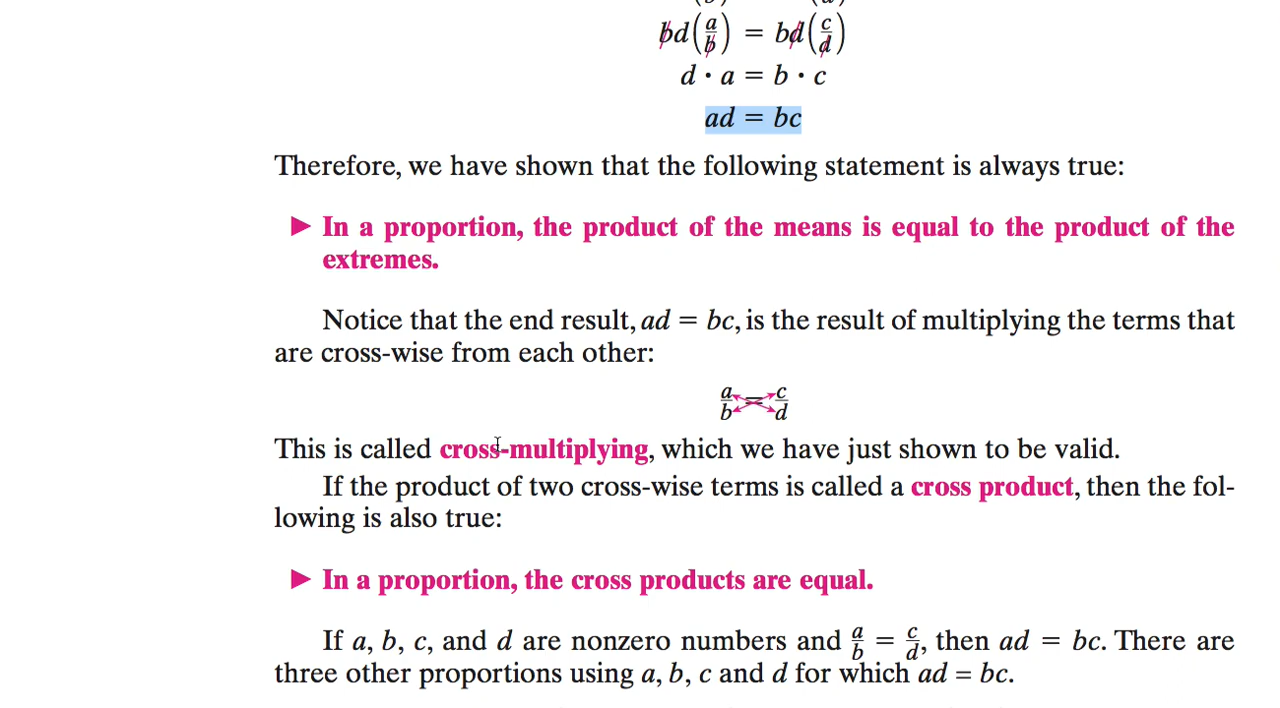 bd(a/b) = bd(c/d)
d · a = b · c
ad = bc
Therefore, we have shown that the following statement is always true:
► In a proportion, the product of the means is equal to the product of the
extremes.
Notice that the end result, ad = bc, is the result of multiplying the terms that
are cross-wise from each other:
a/b = c/d
This is called cross-multiplying, which we have just shown to be valid.
If the product of two cross-wise terms is called a cross product, then the fol-
lowing is also true:
► In a proportion, the cross products are equal.
If a, b, c, and d are nonzero numbers and a/b = c/d, then ad = bc. There are
three other proportions using a, b, c and d for which ad = bc.